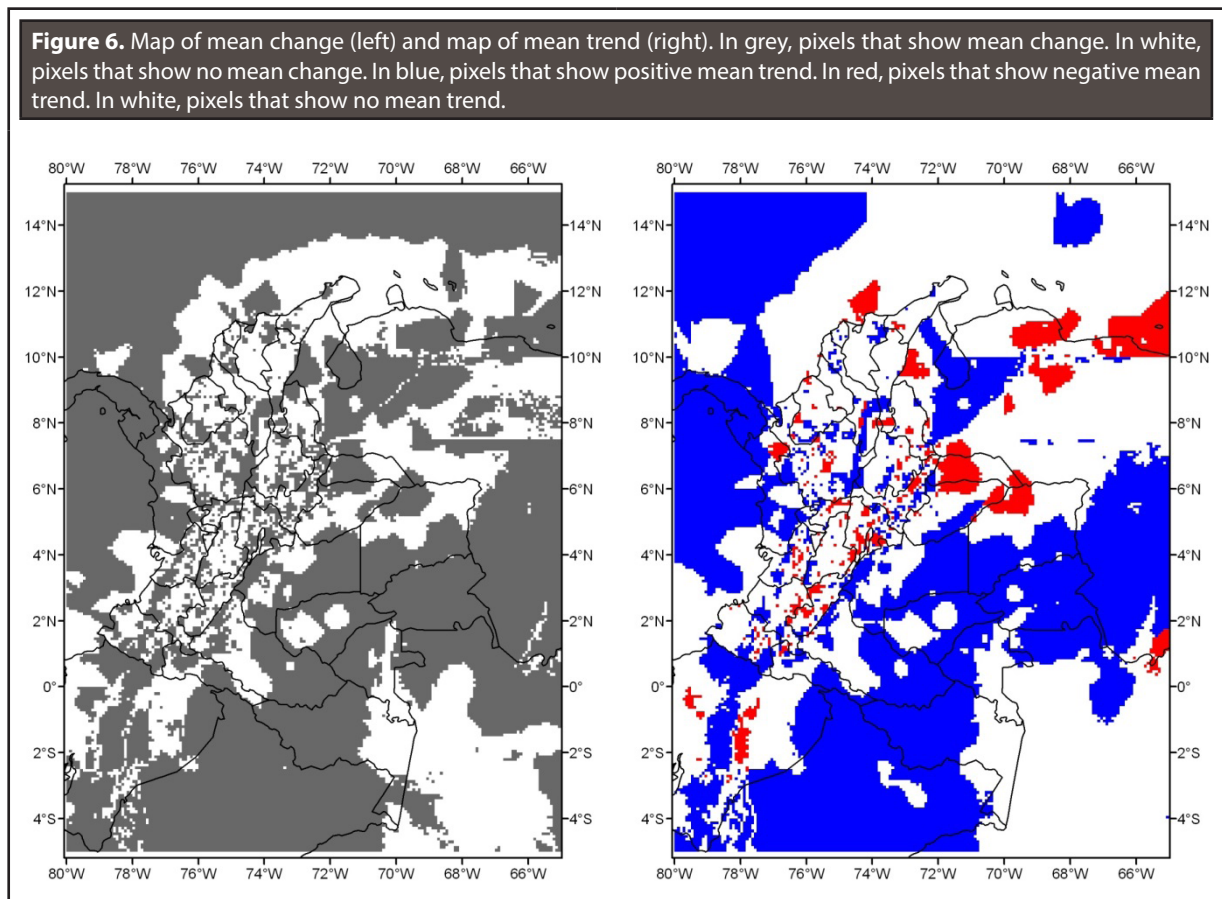 Figure 6. Map of mean change (left) and map of mean trend (right). In grey, pixels that show mean change. In white,
pixels that show no mean change. In blue, pixels that show positive mean trend. In red, pixels that show negative mean
trend. In white, pixels that show no mean trend.
80°W 78°W 76°W 74°W 72°W 70°W 68°W 66°W
14°N 14°N
12°N 12°N
10°N 10°N
8°N 8°N
6°N 6°N
4°N 4°N
2°N 2°N
0° 0°
2°S 2°S
4°S 4°S
80°W 78°W 76°W 74°W 72°W 70°W 68°W 66°W
80°W 78°W 76°W 74°W 72°W 70°W 68°W 66°W
14°N 14°N
12°N 12°N
10°N 10°N
8°N 8°N
6°N 6°N
4°N 4°N
2°N 2°N
0° 0°
2°S 2°S
4°S 4°S
80°W 78°W 76°W 74°W 72°W 70°W 68°W 66°W